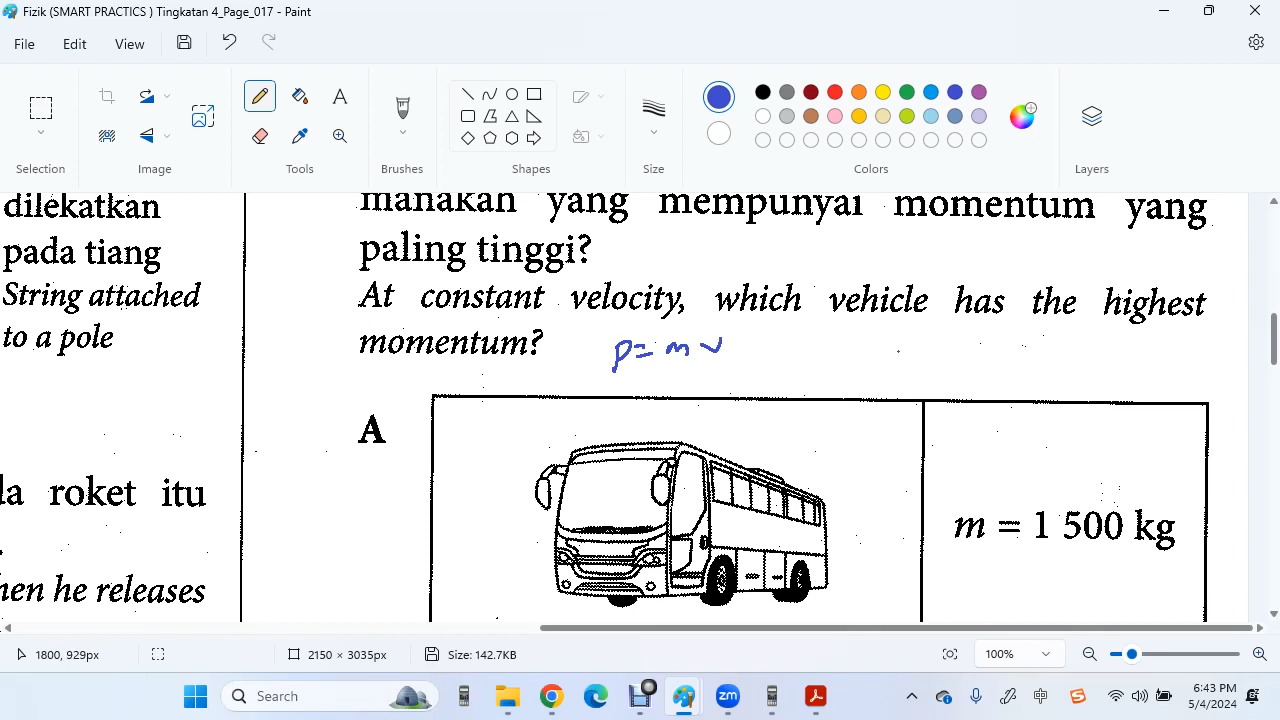 Fizik (SMART PRACTICS ) Tingkatan 4_Page_017 - Paint
File Edit View
Selection Image Tools Brushes Shapes Size Colors Layers
dilekatkan
pada tiang
String attached
to a pole
da roket itu
hen he releases
manakah yang mempunyai momentum yang
paling tinggi?
At constant velocity, which vehicle has the highest
momentum?
p = m v
A
m = 1 500 kg
1800, 929px 2150 × 3035px Size: 142.7KB 100%
Search
中
6:43 PM
5/4/2024